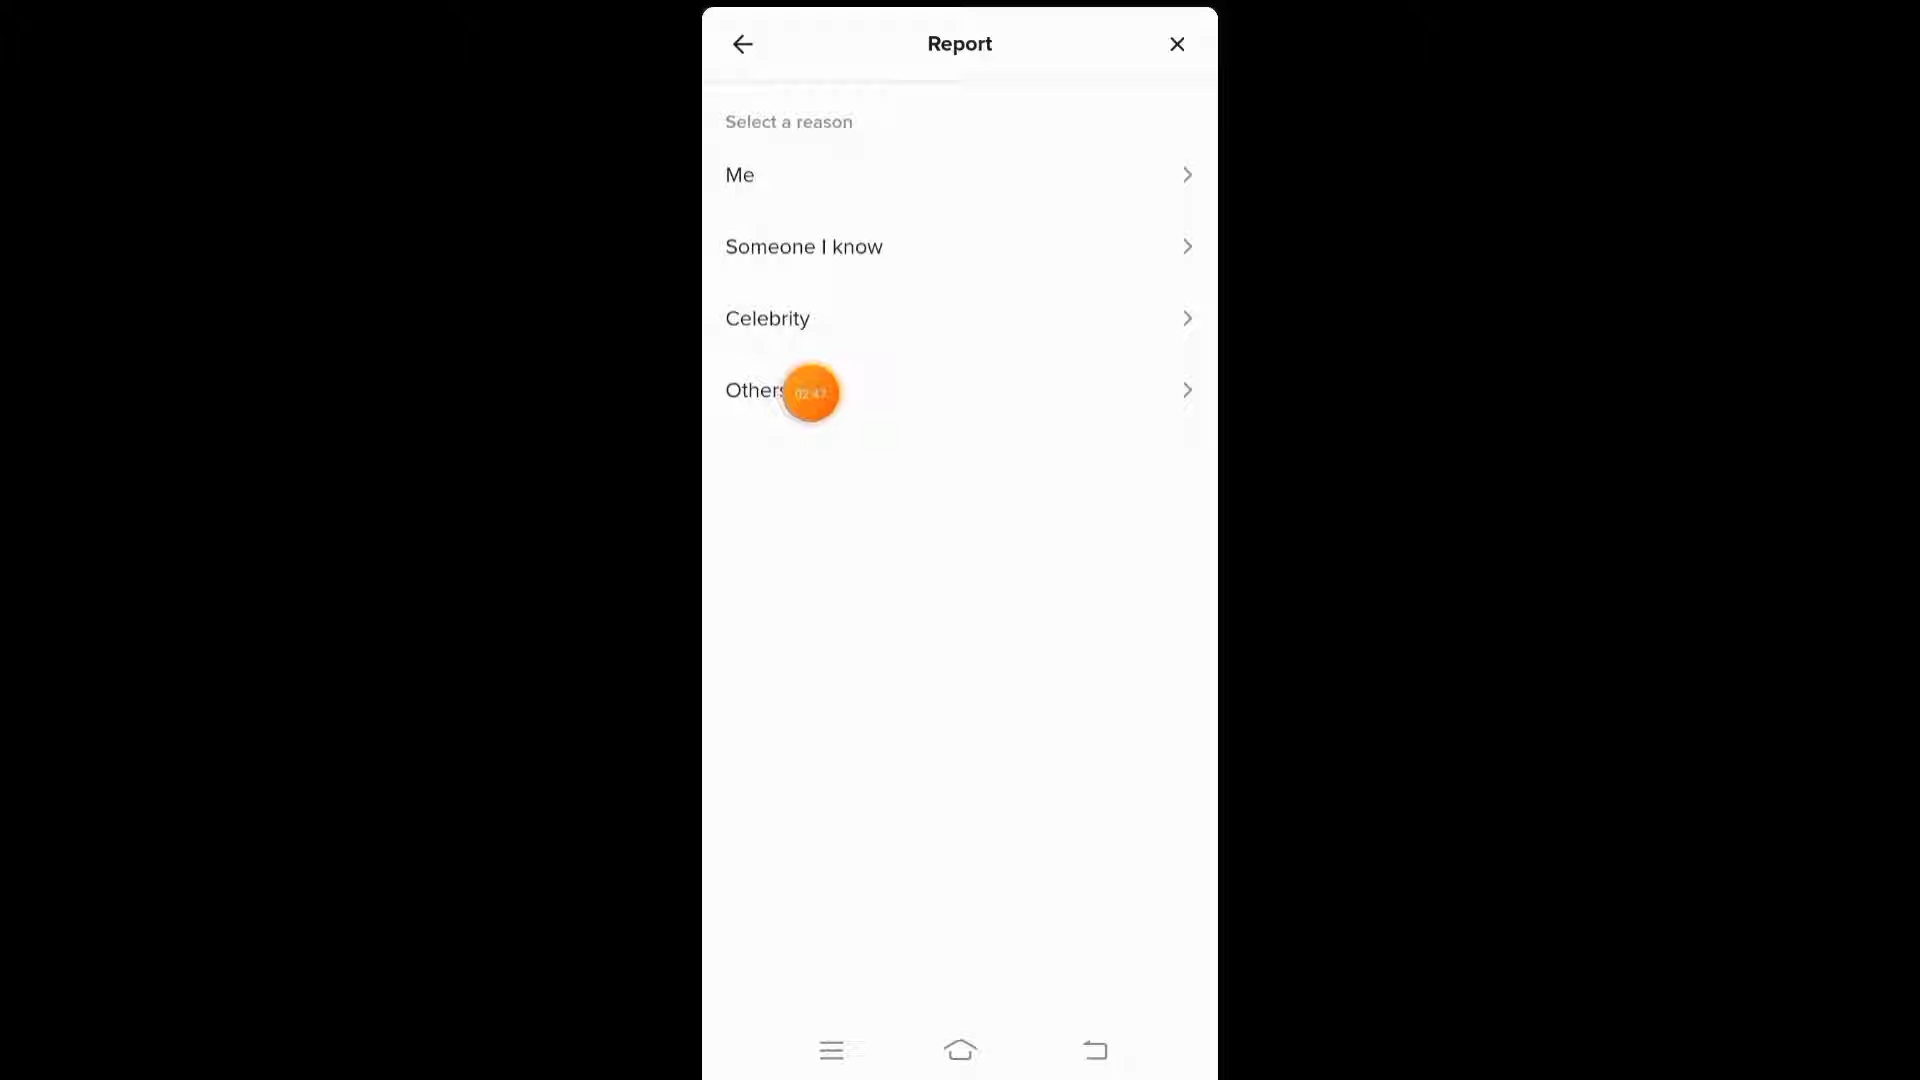 Report
Select a reason
Me
Someone I know
Celebrity
Others